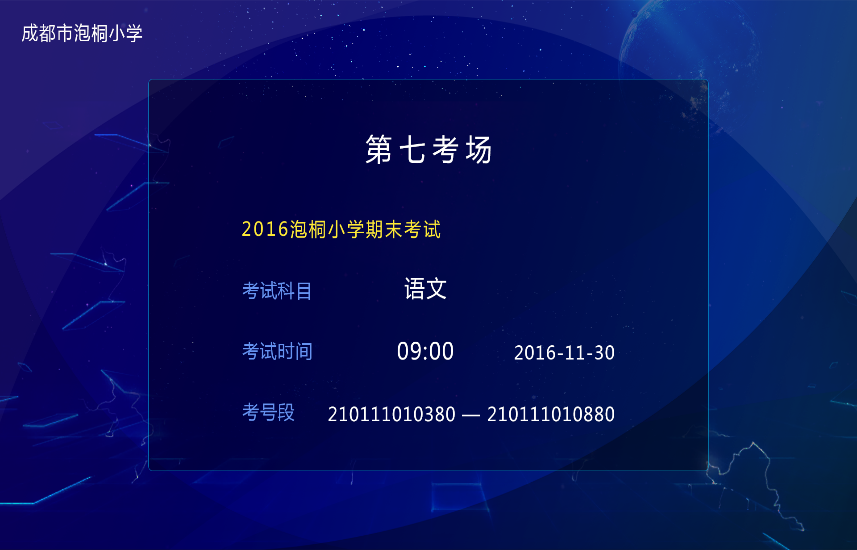 成都市泡桐小学
第七考场
2016泡桐小学期末考试
考试科目 语文
考试时间 09:00 2016-11-30
考号段 210111010380 — 210111010880